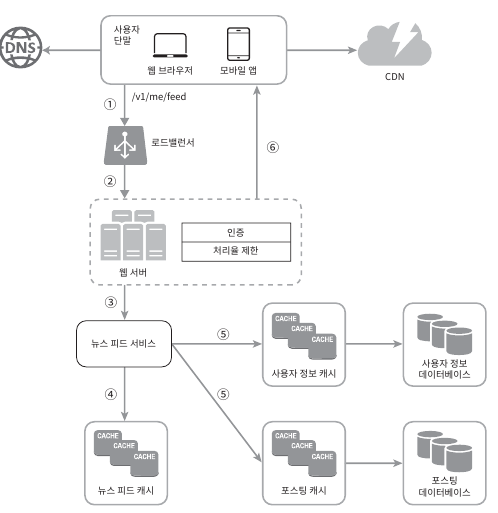 사용자
단말
DNS
웹 브라우저
모바일 앱
CDN
①
/v1/me/feed
로드밸런서
⑥
②
인증
처리율 제한
웹 서버
③
뉴스 피드 서비스
⑤
CACHE
CACHE
CACHE
사용자 정보 캐시
사용자 정보
데이터베이스
④
⑤
CACHE
CACHE
CACHE
뉴스 피드 캐시
CACHE
CACHE
CACHE
포스팅 캐시
포스팅
데이터베이스